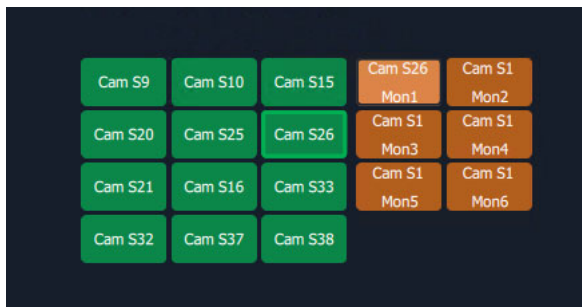 Cam S9
Cam S10
Cam S15
Cam S26
Mon1
Cam S1
Mon2
Cam S20
Cam S25
Cam S26
Cam S1
Mon3
Cam S1
Mon4
Cam S21
Cam S16
Cam S33
Cam S1
Mon5
Cam S1
Mon6
Cam S32
Cam S37
Cam S38